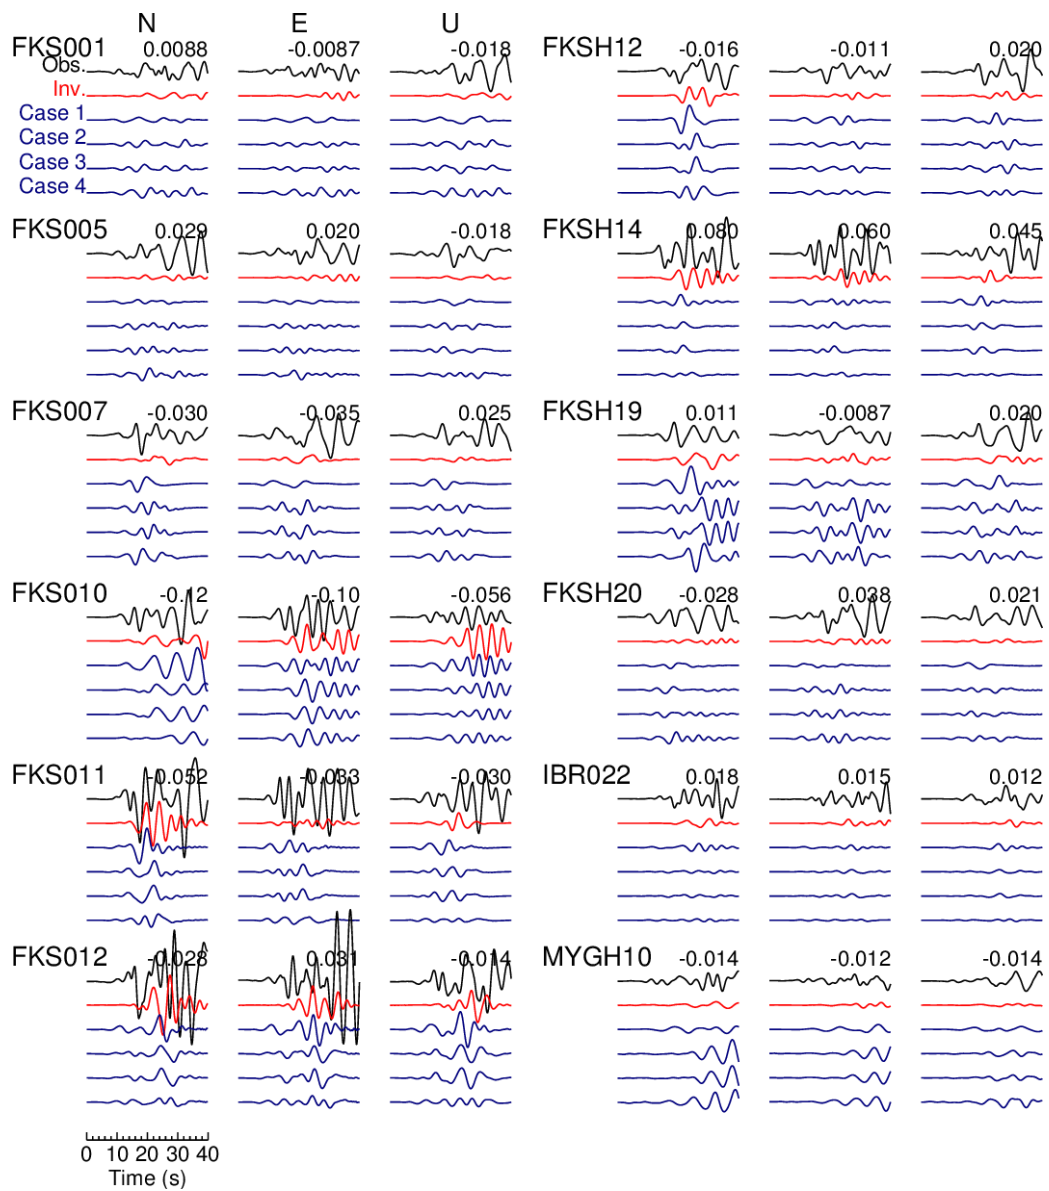 N E U
FKS001 0.0088 -0.0087 -0.018
Obs.
Inv.
Case 1
Case 2
Case 3
Case 4
FKS005 0.029 0.020 -0.018
FKS007 -0.030 -0.035 0.025
FKS010 -0.12 -0.10 -0.056
FKS011 -0.052 -0.033 -0.030
FKS012 -0.028 0.031 -0.014
0 10 20 30 40
Time (s)
FKSH12 -0.016 -0.011 0.020
FKSH14 0.080 0.060 0.045
FKSH19 0.011 -0.0087 0.020
FKSH20 -0.028 0.038 0.021
IBR022 0.018 0.015 0.012
MYGH10 -0.014 -0.012 -0.014